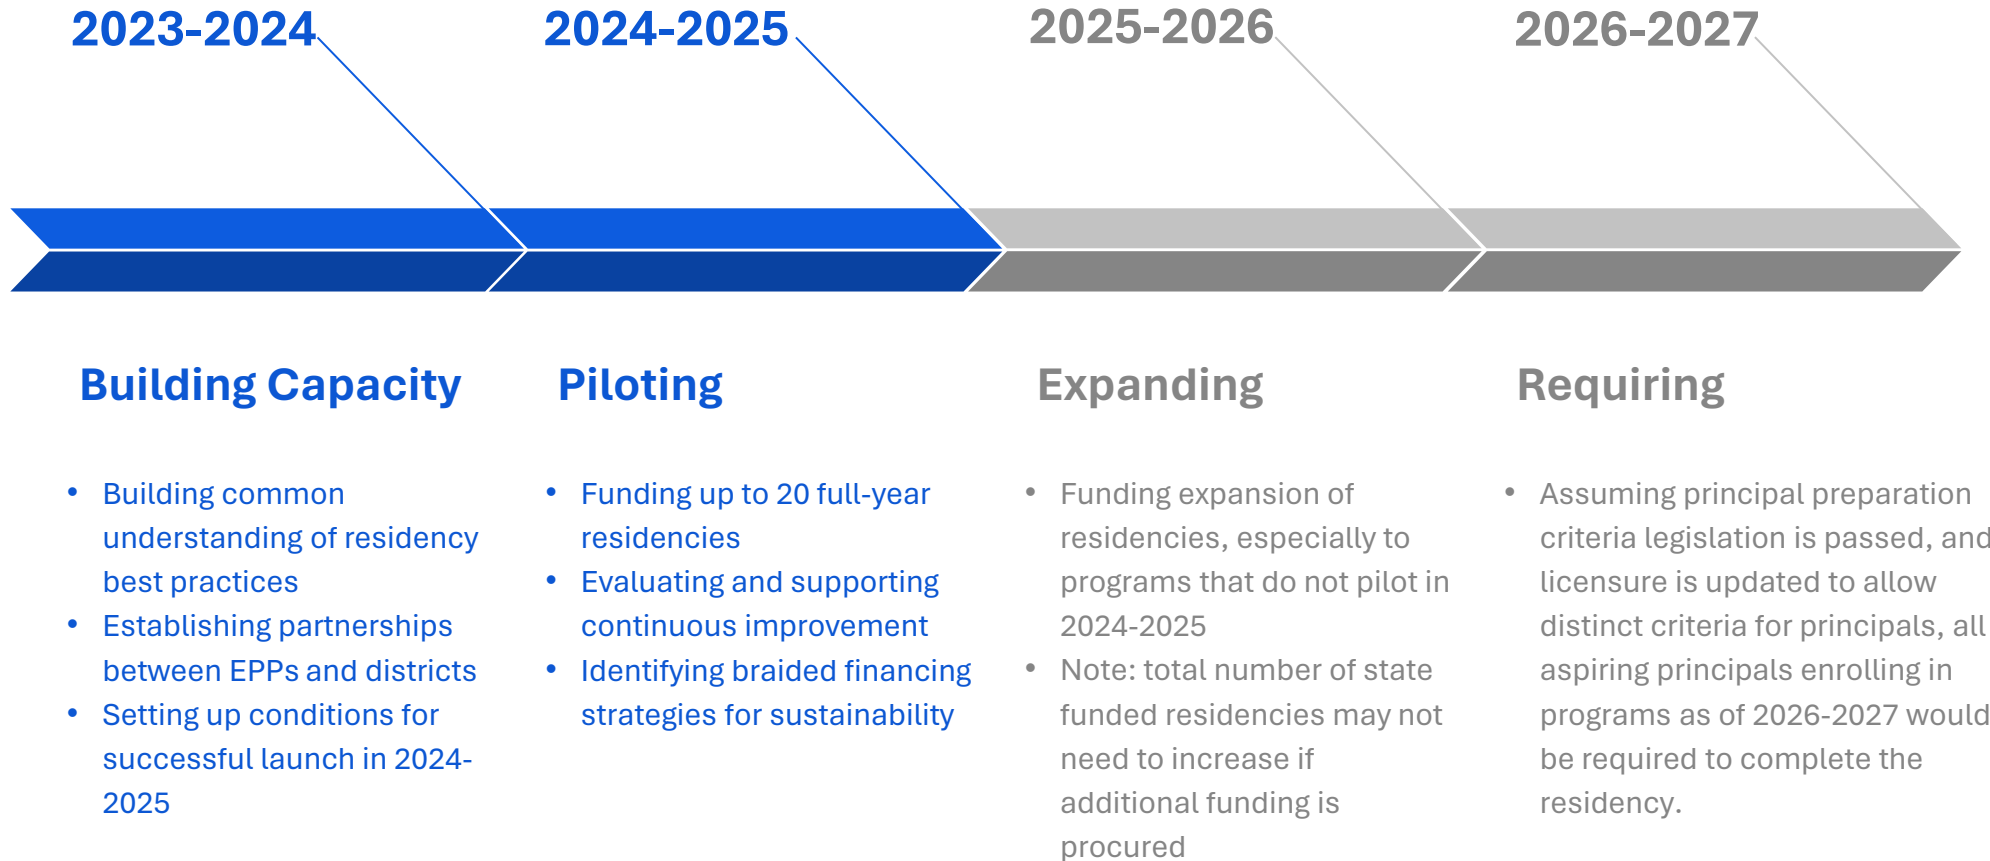 2023-2024
2024-2025
2025-2026
2026-2027
Building Capacity
• Building common
understanding of residency
best practices
• Establishing partnerships
between EPPs and districts
• Setting up conditions for
successful launch in 2024-
2025
Piloting
• Funding up to 20 full-year
residencies
• Evaluating and supporting
continuous improvement
• Identifying braided financing
strategies for sustainability
Expanding
• Funding expansion of
residencies, especially to
programs that do not pilot in
2024-2025
• Note: total number of state
funded residencies may not
need to increase if
additional funding is
procured
Requiring
• Assuming principal preparation
criteria legislation is passed, and
licensure is updated to allow
distinct criteria for principals, all
aspiring principals enrolling in
programs as of 2026-2027 would
be required to complete the
residency.